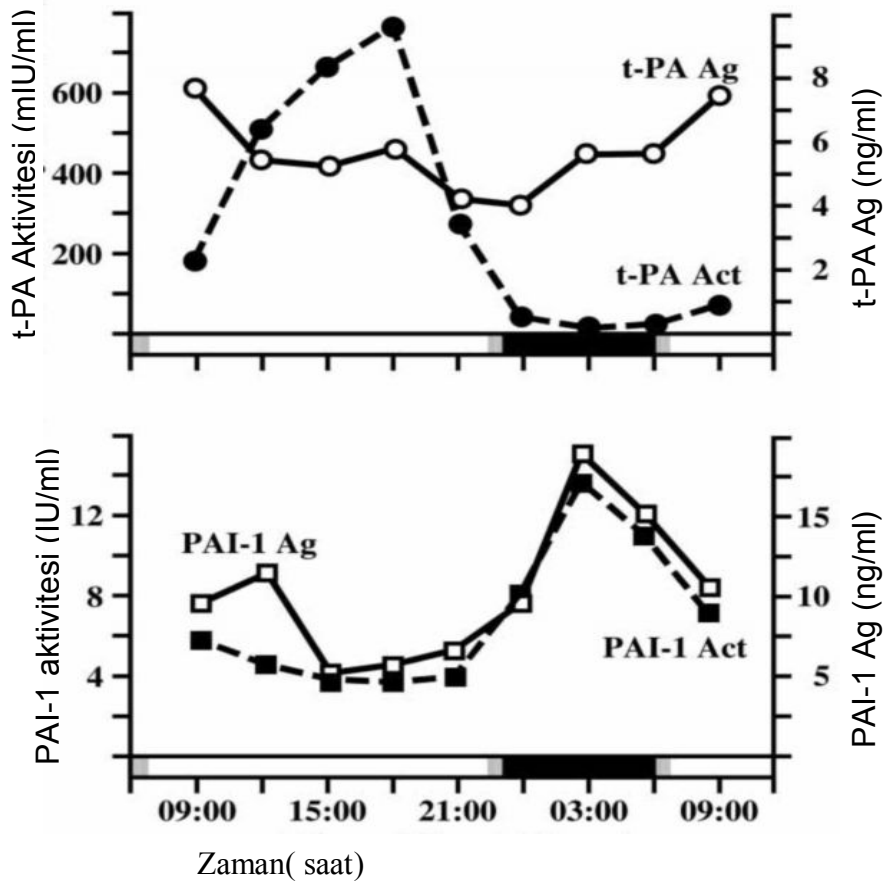 t-PA Aktivitesi (mIU/ml)
600
400
200
t-PA Ag
t-PA Act
8
6
4
2
t-PA Ag (ng/ml)
PAI-1 aktivitesi (IU/ml)
12
8
4
PAI-1 Ag
PAI-1 Act
15
10
5
PAI-1 Ag (ng/ml)
09:00 15:00 21:00 03:00 09:00
Zaman( saat)